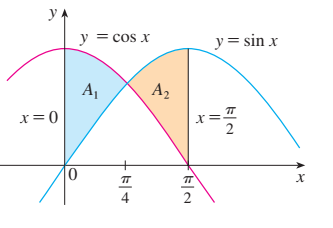 y
y = cos x
y = sin x
A₁ A₂
x = 0
x = π/2
0
π/4
π/2
x